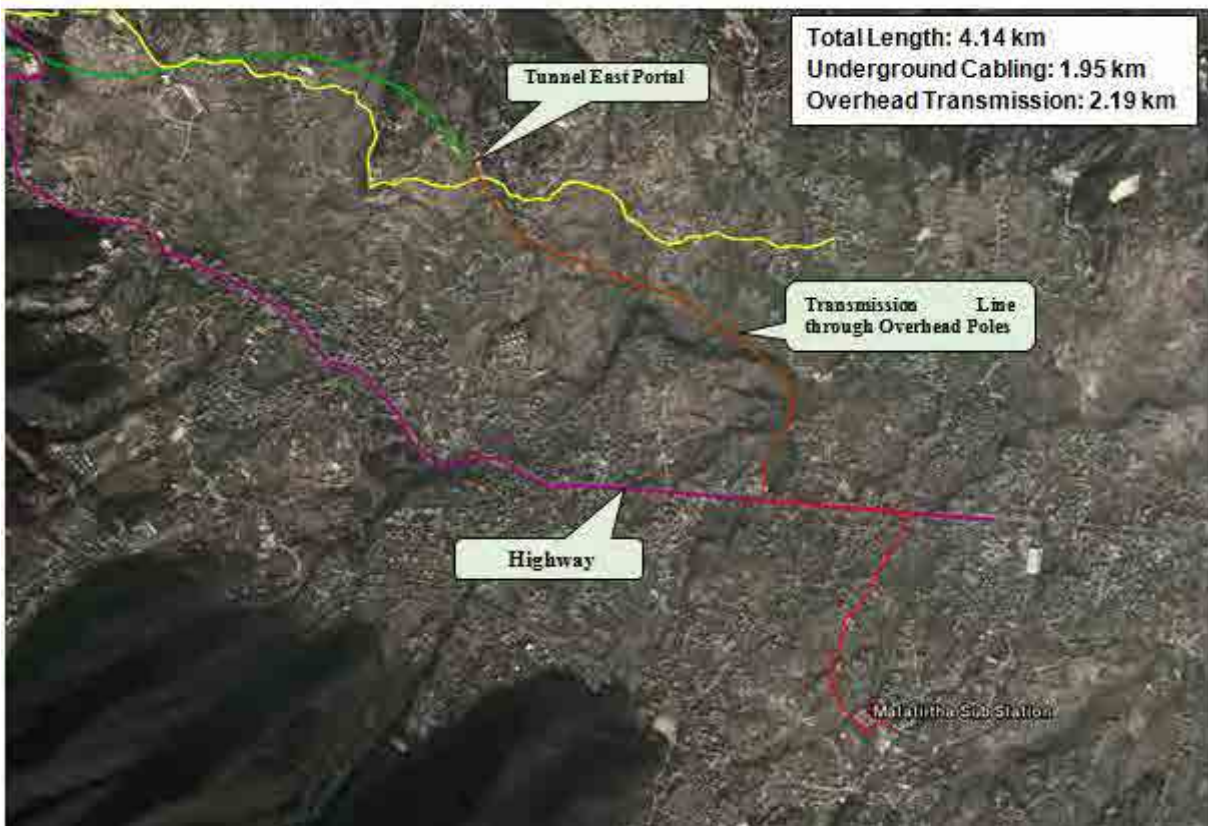 Total Length: 4.14 km
Underground Cabling: 1.95 km
Overhead Transmission: 2.19 km
Tunnel East Portal
Transmission Line
through Overhead Poles
Highway
Sub Station